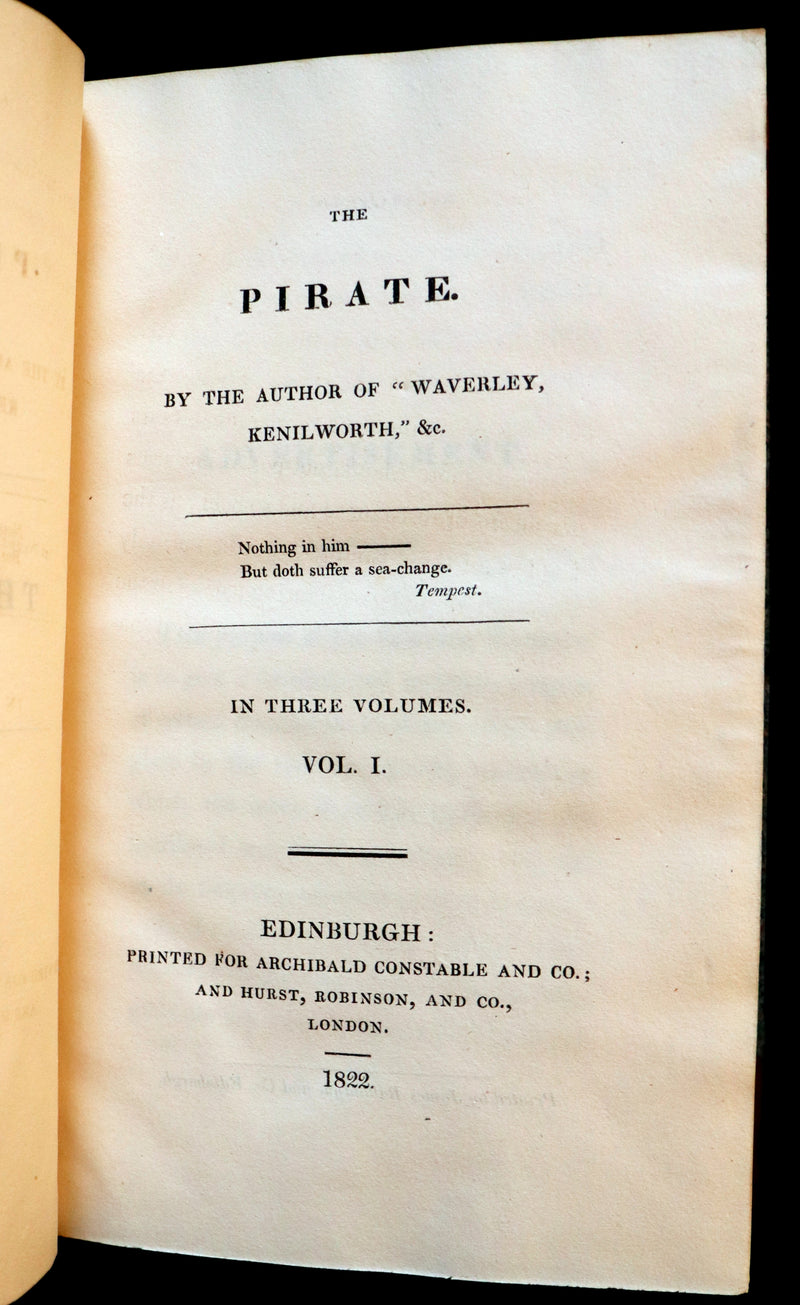 THE
PIRATE.
BY THE AUTHOR OF “WAVERLEY,
KENILWORTH,” &c.
Nothing in him ———
But doth suffer a sea-change.
Tempest.
IN THREE VOLUMES.
VOL. I.
EDINBURGH:
PRINTED FOR ARCHIBALD CONSTABLE AND CO.;
AND HURST, ROBINSON, AND CO.,
LONDON.
1822.